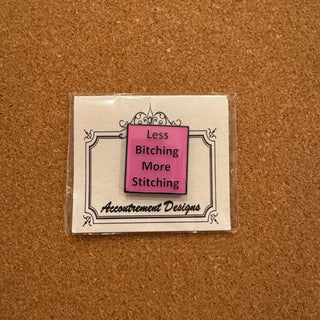 Less
Bitching
More
Stitching
Accoutrement Designs